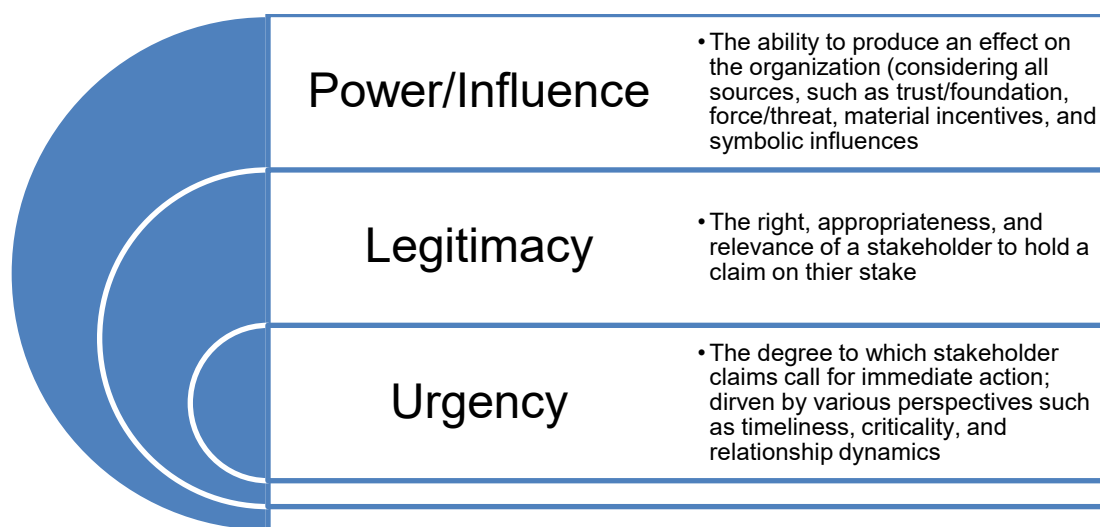 Power/Influence
• The ability to produce an effect on
the organization (considering all
sources, such as trust/foundation,
force/threat, material incentives, and
symbolic influences
Legitimacy
• The right, appropriateness, and
relevance of a stakeholder to hold a
claim on thier stake
Urgency
• The degree to which stakeholder
claims call for immediate action;
dirven by various perspectives such
as timeliness, criticality, and
relationship dynamics